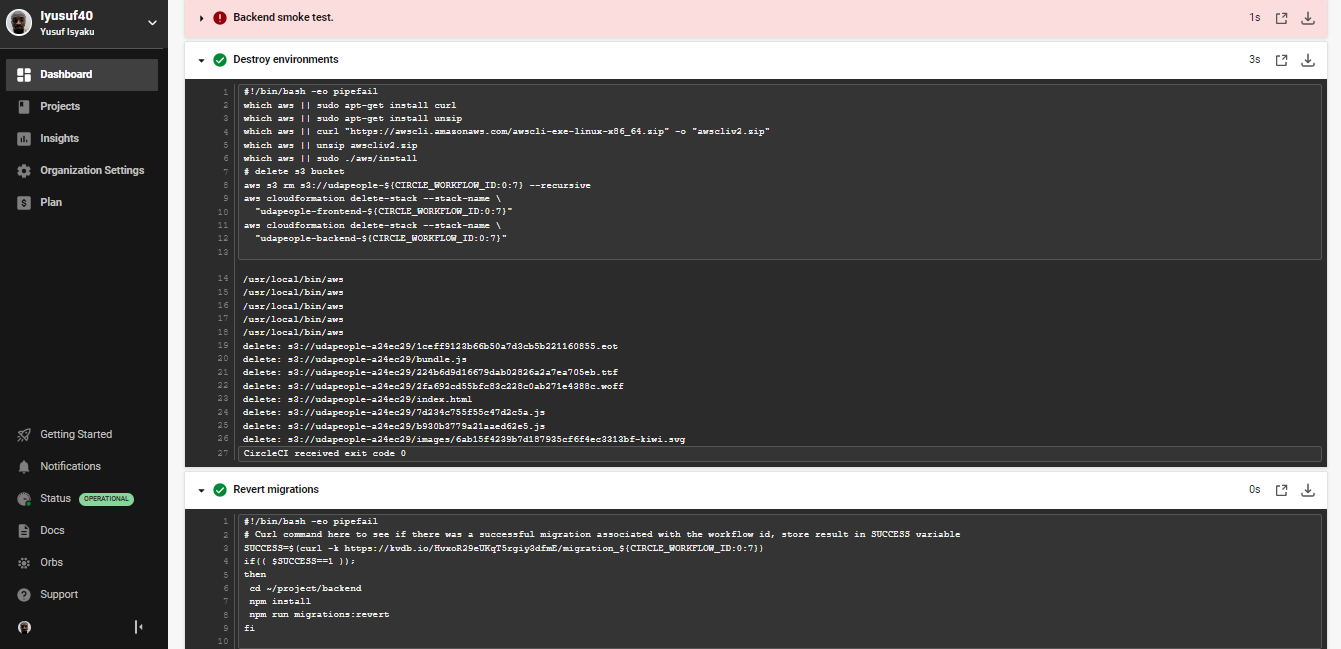 Iyusuf40
Yusuf Isyaku
Dashboard
Projects
Insights
Organization Settings
Plan
Getting Started
Notifications
Status OPERATIONAL
Docs
Orbs
Support
Backend smoke test. 1s
Destroy environments 3s
1 #!/bin/bash -eo pipefail
2 which aws || sudo apt-get install curl
3 which aws || sudo apt-get install unzip
4 which aws || curl "https://awscli.amazonaws.com/awscli-exe-linux-x86_64.zip" -o "awscliv2.zip"
5 which aws || unzip awscliv2.zip
6 which aws || sudo ./aws/install
7 # delete s3 bucket
8 aws s3 rm s3://udapeople-${CIRCLE_WORKFLOW_ID:0:7} --recursive
9 aws cloudformation delete-stack --stack-name \
10 "udapeople-frontend-${CIRCLE_WORKFLOW_ID:0:7}"
11 aws cloudformation delete-stack --stack-name \
12 "udapeople-backend-${CIRCLE_WORKFLOW_ID:0:7}"
13
14 /usr/local/bin/aws
15 /usr/local/bin/aws
16 /usr/local/bin/aws
17 /usr/local/bin/aws
18 /usr/local/bin/aws
19 delete: s3://udapeople-a24ec29/1ceff9123b66b50a7d3cb5b221160855.eot
20 delete: s3://udapeople-a24ec29/bundle.js
21 delete: s3://udapeople-a24ec29/224b6d9d16679dab02826a2a7ea705eb.ttf
22 delete: s3://udapeople-a24ec29/2fa692cd55bfc83c228c0ab271e4388c.woff
23 delete: s3://udapeople-a24ec29/index.html
24 delete: s3://udapeople-a24ec29/7d234c755f55c47d2c5a.js
25 delete: s3://udapeople-a24ec29/b930b3779a21aaed62e5.js
26 delete: s3://udapeople-a24ec29/images/6ab15f4239b7d187935cf6f4ec3313bf-kiwi.svg
27 CircleCI received exit code 0
Revert migrations 0s
1 #!/bin/bash -eo pipefail
2 # Curl command here to see if there was a successful migration associated with the workflow id, store result in SUCCESS variable
3 SUCCESS=$(curl -k https://kvdb.io/HvxoR29eUKqT5rgiy3dfmE/migration_${CIRCLE_WORKFLOW_ID:0:7})
4 if(( $SUCCESS==1 ));
5 then
6 cd ~/project/backend
7 npm install
8 npm run migrations:revert
9 fi
10